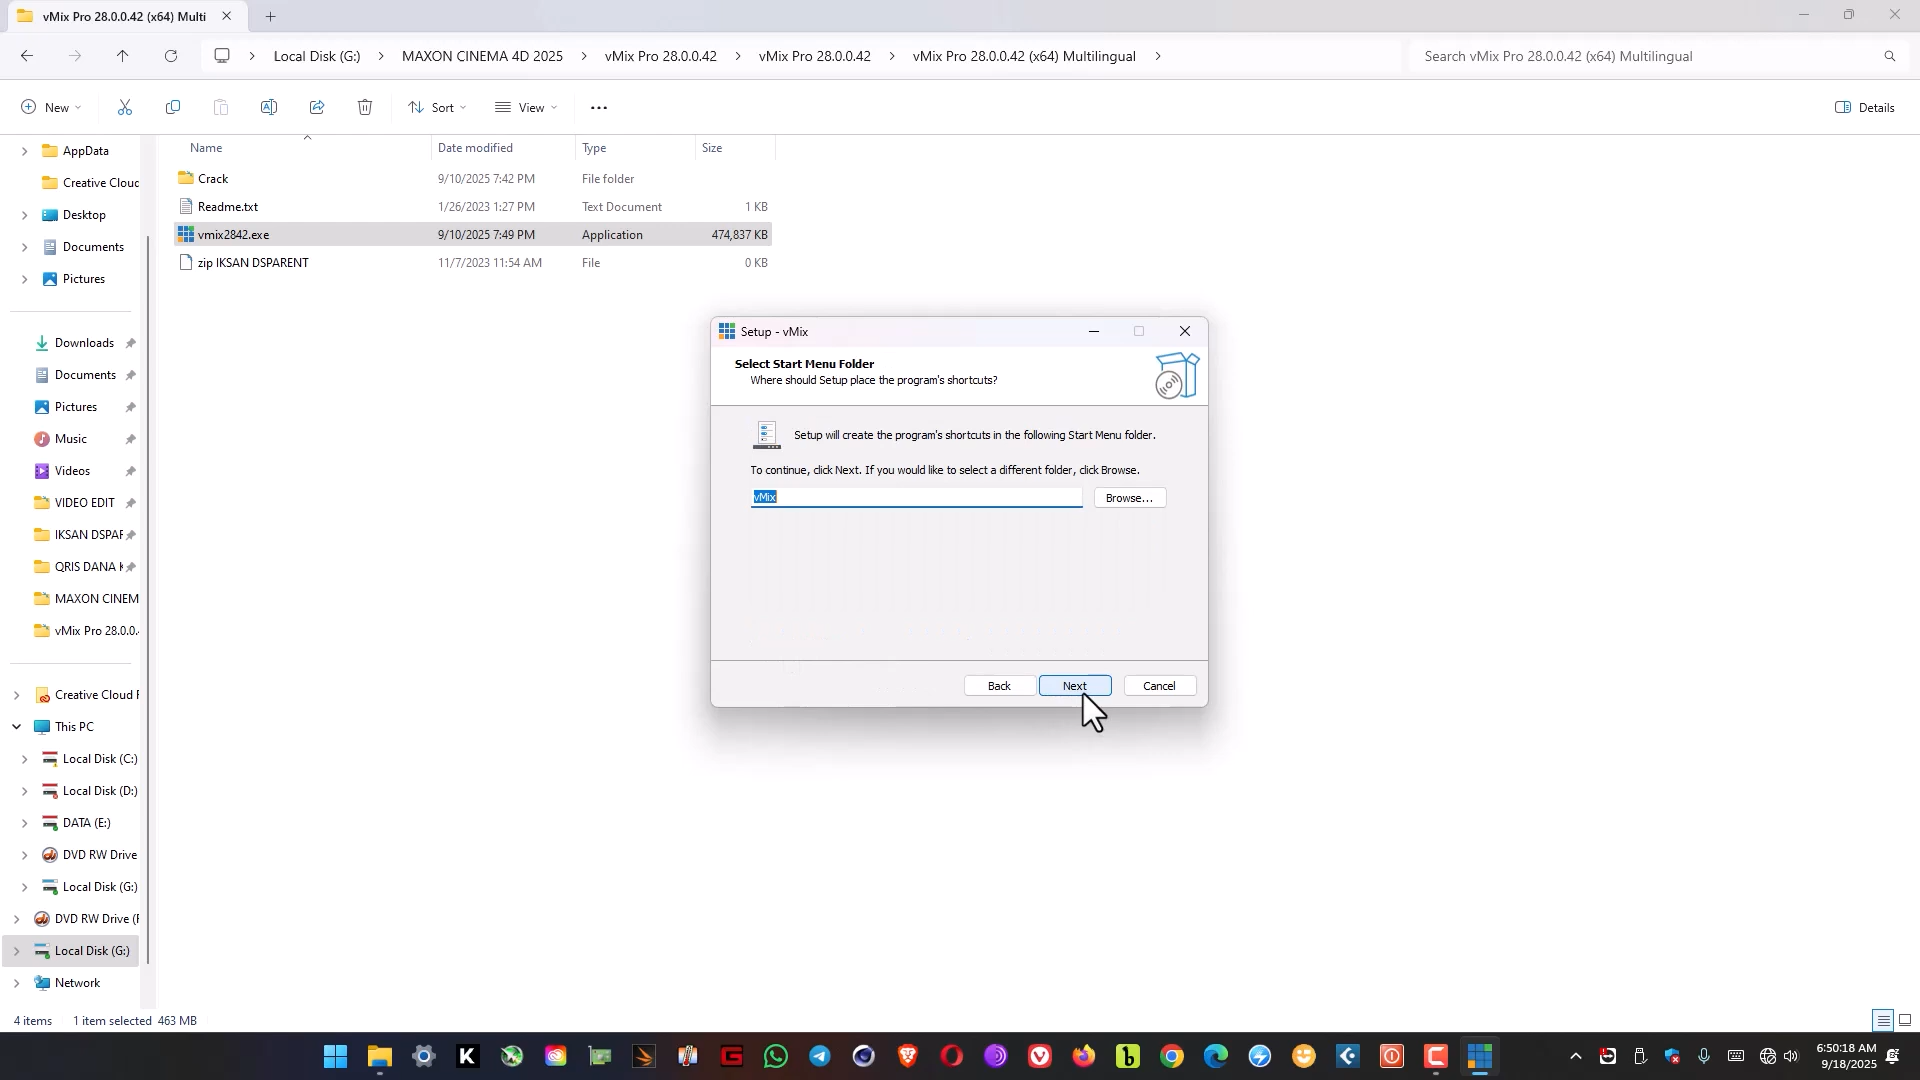 vMix Pro 28.0.0.42 (x64) Multi
Local Disk (G:) MAXON CINEMA 4D 2025 vMix Pro 28.0.0.42 vMix Pro 28.0.0.42 vMix Pro 28.0.0.42 (x64) Multilingual
Search vMix Pro 28.0.0.42 (x64) Multilingual
New Sort View Details
Name Date modified Type Size
Crack 9/10/2025 7:42 PM File folder
Readme.txt 1/26/2023 1:27 PM Text Document 1 KB
vmix2842.exe 9/10/2025 7:49 PM Application 474,837 KB
zip IKSAN DSPARENT 11/7/2023 11:54 AM File 0 KB
AppData
Creative Cloud
Desktop
Documents
Pictures
Downloads
Documents
Pictures
Music
Videos
VIDEO EDIT
IKSAN DSPAR
QRIS DANA K
MAXON CINEM
vMix Pro 28.0.0.4
Creative Cloud F
This PC
Local Disk (C:)
Local Disk (D:)
DATA (E:)
DVD RW Drive
Local Disk (G:)
DVD RW Drive (F
Local Disk (G:)
Network
Setup - vMix
Select Start Menu Folder
Where should Setup place the program's shortcuts?
Setup will create the program's shortcuts in the following Start Menu folder.
To continue, click Next. If you would like to select a different folder, click Browse.
vMix
Browse...
Back Next Cancel
4 items 1 item selected 463 MB
6:50:18 AM
9/18/2025